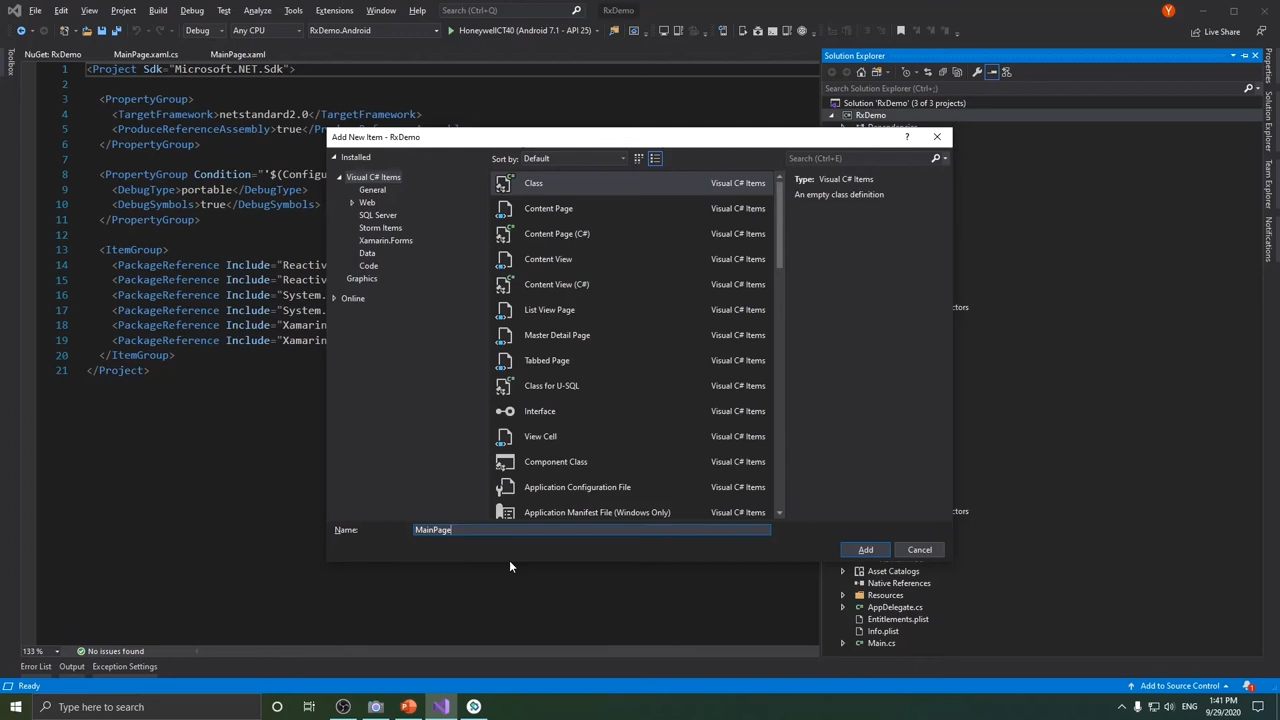 File Edit View Project Build Debug Test Analyze Tools Extensions Window Help Search (Ctrl+Q) RxDemo Y
Debug Any CPU RxDemo.Android HoneywellCT40 (Android 7.1 - API 25) Live Share
NuGet: RxDemo MainPage.xaml.cs MainPage.xaml
Toolbox
1 <Project Sdk="Microsoft.NET.Sdk">
2
3 <PropertyGroup>
4 <TargetFramework>netstandard2.0</TargetFramework>
5 <ProduceReferenceAssembly>true</
6 </PropertyGroup>
7
8 <PropertyGroup Condition="'$(Config
9 <DebugType>portable</DebugType>
10 <DebugSymbols>true</DebugSymbols>
11 </PropertyGroup>
12
13 <ItemGroup>
14 <PackageReference Include="Reactiv
15 <PackageReference Include="Reactiv
16 <PackageReference Include="System.
17 <PackageReference Include="System.
18 <PackageReference Include="Xamarin
19 <PackageReference Include="Xamarin
20 </ItemGroup>
21 </Project>
Add New Item - RxDemo ?
Installed
Visual C# Items
General
Web
SQL Server
Storm Items
Xamarin.Forms
Data
Code
Graphics
Online
Sort by: Default
Search (Ctrl+E)
Class Visual C# Items
Content Page Visual C# Items
Content Page (C#) Visual C# Items
Content View Visual C# Items
Content View (C#) Visual C# Items
List View Page Visual C# Items
Master Detail Page Visual C# Items
Tabbed Page Visual C# Items
Class for U-SQL Visual C# Items
Interface Visual C# Items
View Cell Visual C# Items
Component Class Visual C# Items
Application Configuration File Visual C# Items
Application Manifest File (Windows Only) Visual C# Items
Type: Visual C# Items
An empty class definition
Name: MainPage
Add Cancel
Solution Explorer
Search Solution Explorer (Ctrl+;)
Solution 'RxDemo' (3 of 3 projects)
RxDemo
Dependencies
ctors
ctors
Asset Catalogs
Native References
Resources
AppDelegate.cs
Entitlements.plist
Info.plist
Main.cs
Properties
Solution Explorer
Team Explorer
Notifications
133 % No issues found
Error List Output Exception Settings
Ready Add to Source Control 1
Type here to search
1:41 PM
9/29/2020